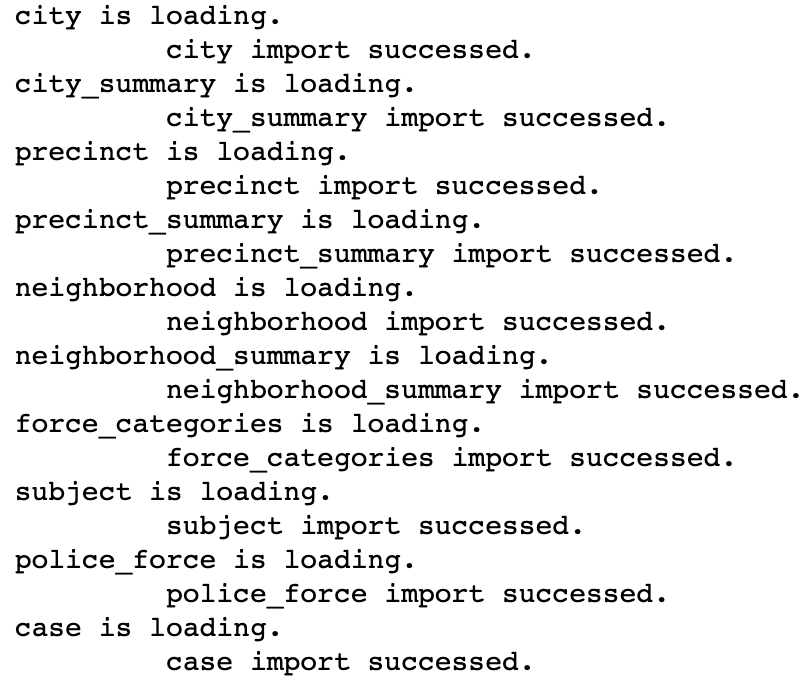 city is loading.
city import successed.
city_summary is loading.
city_summary import successed.
precinct is loading.
precinct import successed.
precinct_summary is loading.
precinct_summary import successed.
neighborhood is loading.
neighborhood import successed.
neighborhood_summary is loading.
neighborhood_summary import successed.
force_categories is loading.
force_categories import successed.
subject is loading.
subject import successed.
police_force is loading.
police_force import successed.
case is loading.
case import successed.